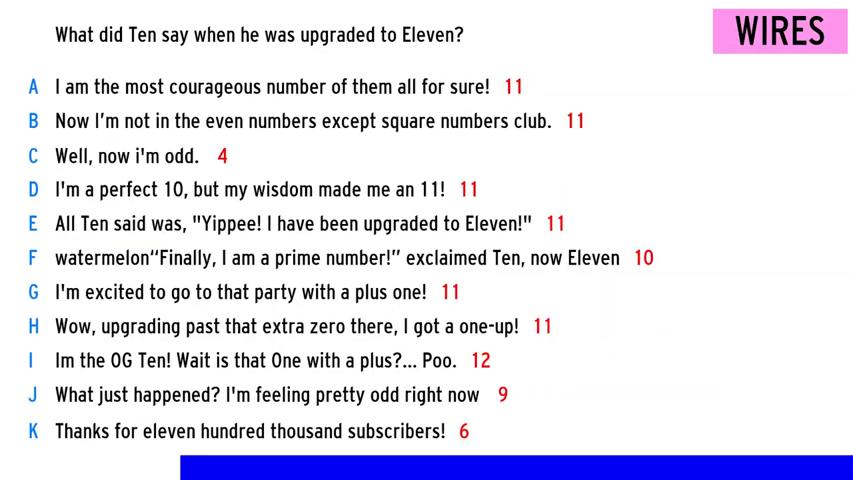 What did Ten say when he was upgraded to Eleven?
WIRES
A I am the most courageous number of them all for sure! 11
B Now I'm not in the even numbers except square numbers club. 11
C Well, now i'm odd. 4
D I'm a perfect 10, but my wisdom made me an 11! 11
E All Ten said was, "Yippee! I have been upgraded to Eleven!" 11
F watermelon“Finally, I am a prime number!” exclaimed Ten, now Eleven 10
G I'm excited to go to that party with a plus one! 11
H Wow, upgrading past that extra zero there, I got a one-up! 11
I Im the OG Ten! Wait is that One with a plus?... Poo. 12
J What just happened? I'm feeling pretty odd right now 9
K Thanks for eleven hundred thousand subscribers! 6